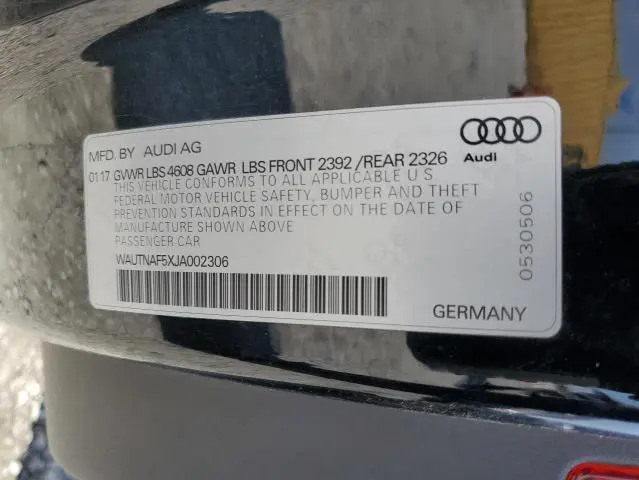 MFD. BY AUDI AG
0117 GVWR LBS 4608 GAWR LBS FRONT 2392 /REAR 2326
THIS VEHICLE CONFORMS TO ALL APPLICABLE U S
FEDERAL MOTOR VEHICLE SAFETY, BUMPER AND THEFT
PREVENTION STANDARDS IN EFFECT ON THE DATE OF
MANUFACTURE SHOWN ABOVE
PASSENGER CAR
WAUTNAF5XJA002306
GERMANY
Audi
0530506